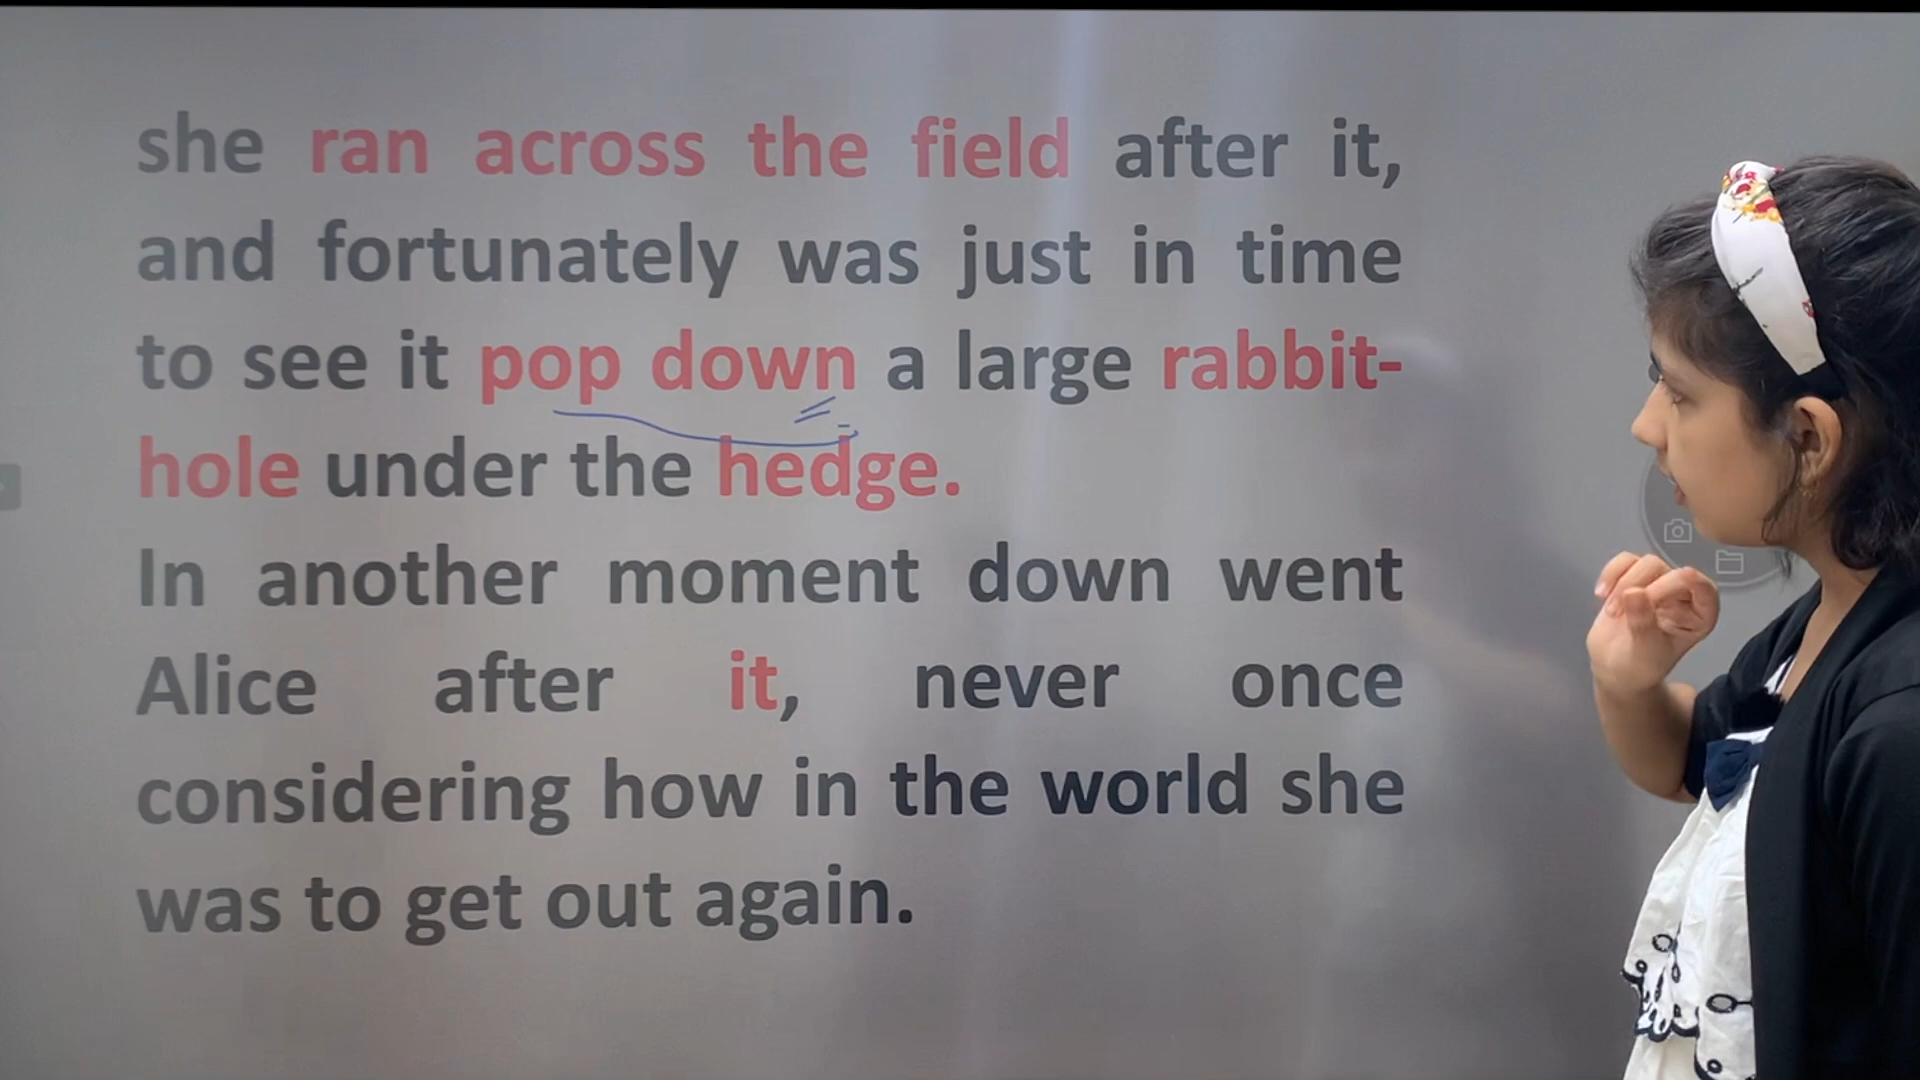 she ran across the field after it,
and fortunately was just in time
to see it pop down a large rabbit-
hole under the hedge.
In another moment down went
Alice after it, never once
considering how in the world she
was to get out again.